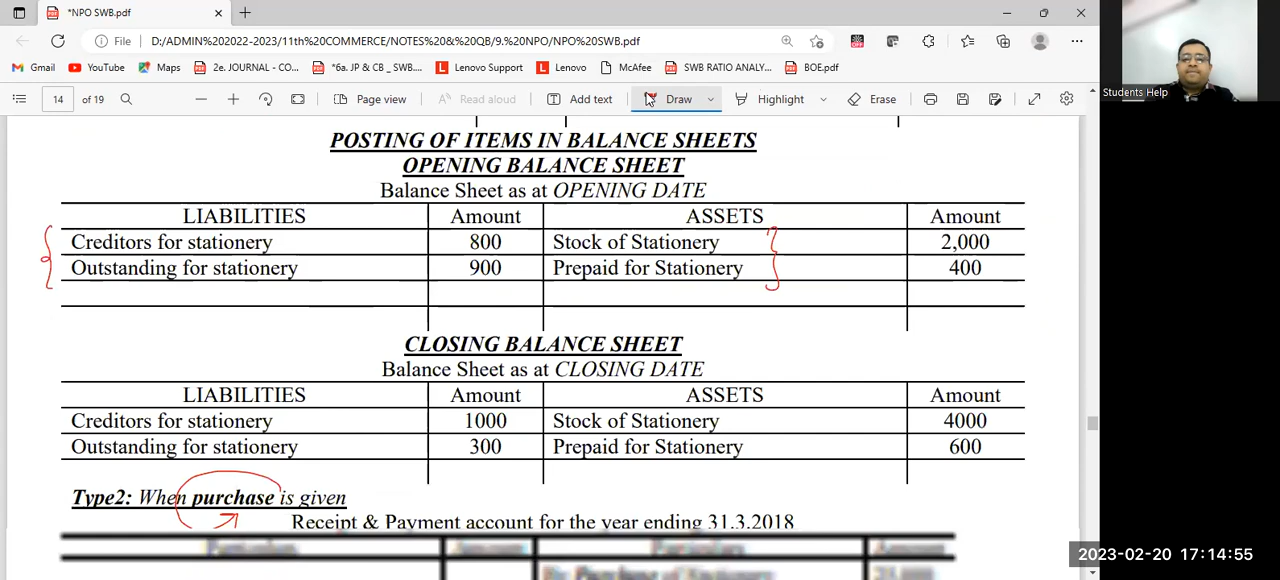 *NPO SWB.pdf
File D:/ADMIN%202022-2023/11th%20COMMERCE/NOTES%20&%20QB/9.%20NPO/NPO%20SWB.pdf
Gmail YouTube Maps 2e. JOURNAL - CO... *6a. JP & CB _ SWB.... Lenovo Support Lenovo McAfee SWB RATIO ANALY... BOE.pdf
14 of 19 Page view Read aloud Add text Draw Highlight Erase
Students Help
POSTING OF ITEMS IN BALANCE SHEETS
OPENING BALANCE SHEET
Balance Sheet as at OPENING DATE
LIABILITIES Amount ASSETS Amount
Creditors for stationery 800 Stock of Stationery 2,000
Outstanding for stationery 900 Prepaid for Stationery 400
CLOSING BALANCE SHEET
Balance Sheet as at CLOSING DATE
LIABILITIES Amount ASSETS Amount
Creditors for stationery 1000 Stock of Stationery 4000
Outstanding for stationery 300 Prepaid for Stationery 600
Type2: When purchase is given
Receipt & Payment account for the year ending 31.3.2018
2023-02-20 17:14:55